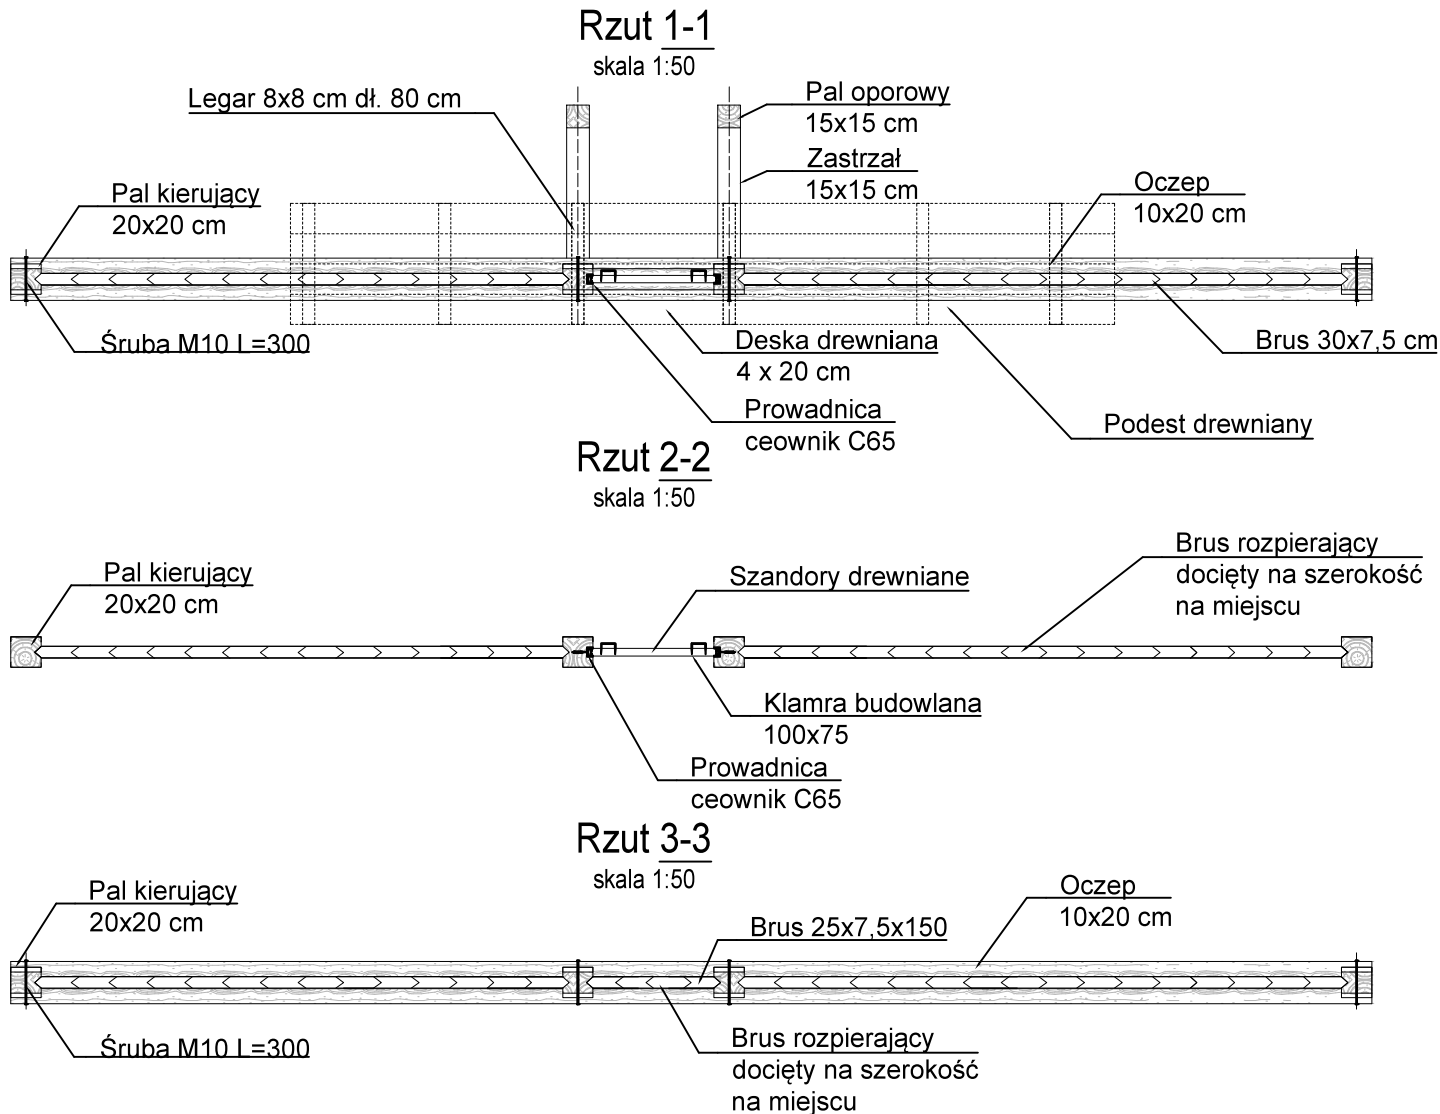 Rzut 1-1
skala 1:50
Legar 8x8 cm dł. 80 cm
Pal oporowy
15x15 cm
Zastrzał
15x15 cm
Pal kierujący
20x20 cm
Oczep
10x20 cm
Śruba M10 L=300
Deska drewniana
4 x 20 cm
Brus 30x7,5 cm
Prowadnica
ceownik C65
Podest drewniany
Rzut 2-2
skala 1:50
Pal kierujący
20x20 cm
Szandory drewniane
Brus rozpierający
docięty na szerokość
na miejscu
Klamra budowlana
100x75
Prowadnica
ceownik C65
Rzut 3-3
skala 1:50
Pal kierujący
20x20 cm
Brus 25x7,5x150
Oczep
10x20 cm
Śruba M10 L=300
Brus rozpierający
docięty na szerokość
na miejscu